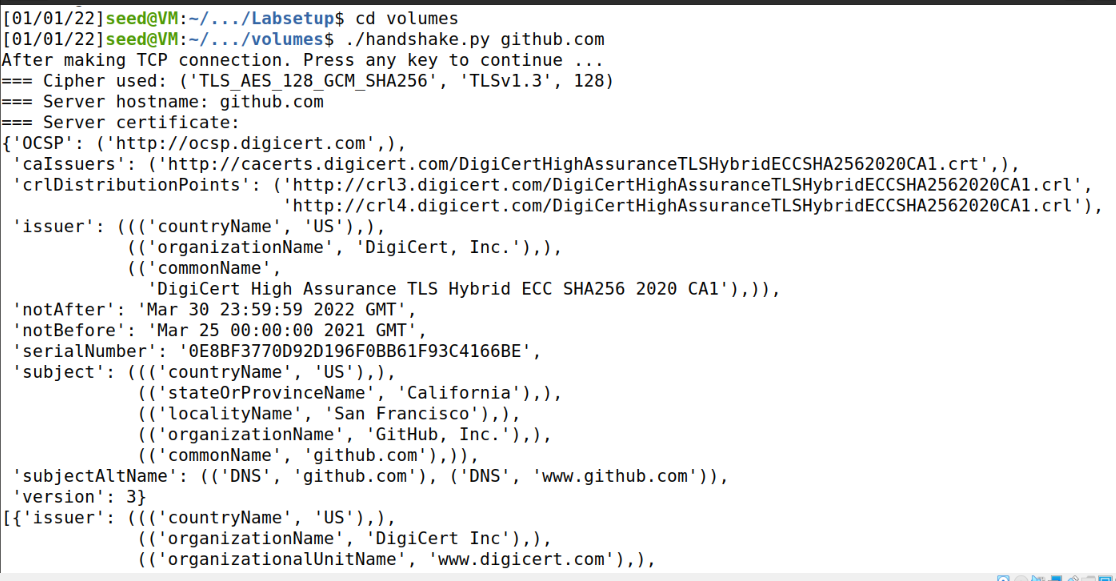 [01/01/22]seed@VM:~/.../Labsetup$ cd volumes
[01/01/22]seed@VM:~/.../volumes$ ./handshake.py github.com
After making TCP connection. Press any key to continue ...
=== Cipher used: ('TLS_AES_128_GCM_SHA256', 'TLSv1.3', 128)
=== Server hostname: github.com
=== Server certificate:
{'OCSP': ('http://ocsp.digicert.com',),
 'caIssuers': ('http://cacerts.digicert.com/DigiCertHighAssuranceTLSHybridECCSHA2562020CA1.crt',),
 'crlDistributionPoints': ('http://crl3.digicert.com/DigiCertHighAssuranceTLSHybridECCSHA2562020CA1.crl',
                           'http://crl4.digicert.com/DigiCertHighAssuranceTLSHybridECCSHA2562020CA1.crl'),
 'issuer': ((('countryName', 'US'),),
            (('organizationName', 'DigiCert, Inc.'),),
            (('commonName',
              'DigiCert High Assurance TLS Hybrid ECC SHA256 2020 CA1'),)),
 'notAfter': 'Mar 30 23:59:59 2022 GMT',
 'notBefore': 'Mar 25 00:00:00 2021 GMT',
 'serialNumber': '0E8BF3770D92D196F0BB61F93C4166BE',
 'subject': ((('countryName', 'US'),),
             (('stateOrProvinceName', 'California'),),
             (('localityName', 'San Francisco'),),
             (('organizationName', 'GitHub, Inc.'),),
             (('commonName', 'github.com'),)),
 'subjectAltName': (('DNS', 'github.com'), ('DNS', 'www.github.com')),
 'version': 3}
[{'issuer': ((('countryName', 'US'),),
             (('organizationName', 'DigiCert Inc'),),
             (('organizationalUnitName', 'www.digicert.com'),),